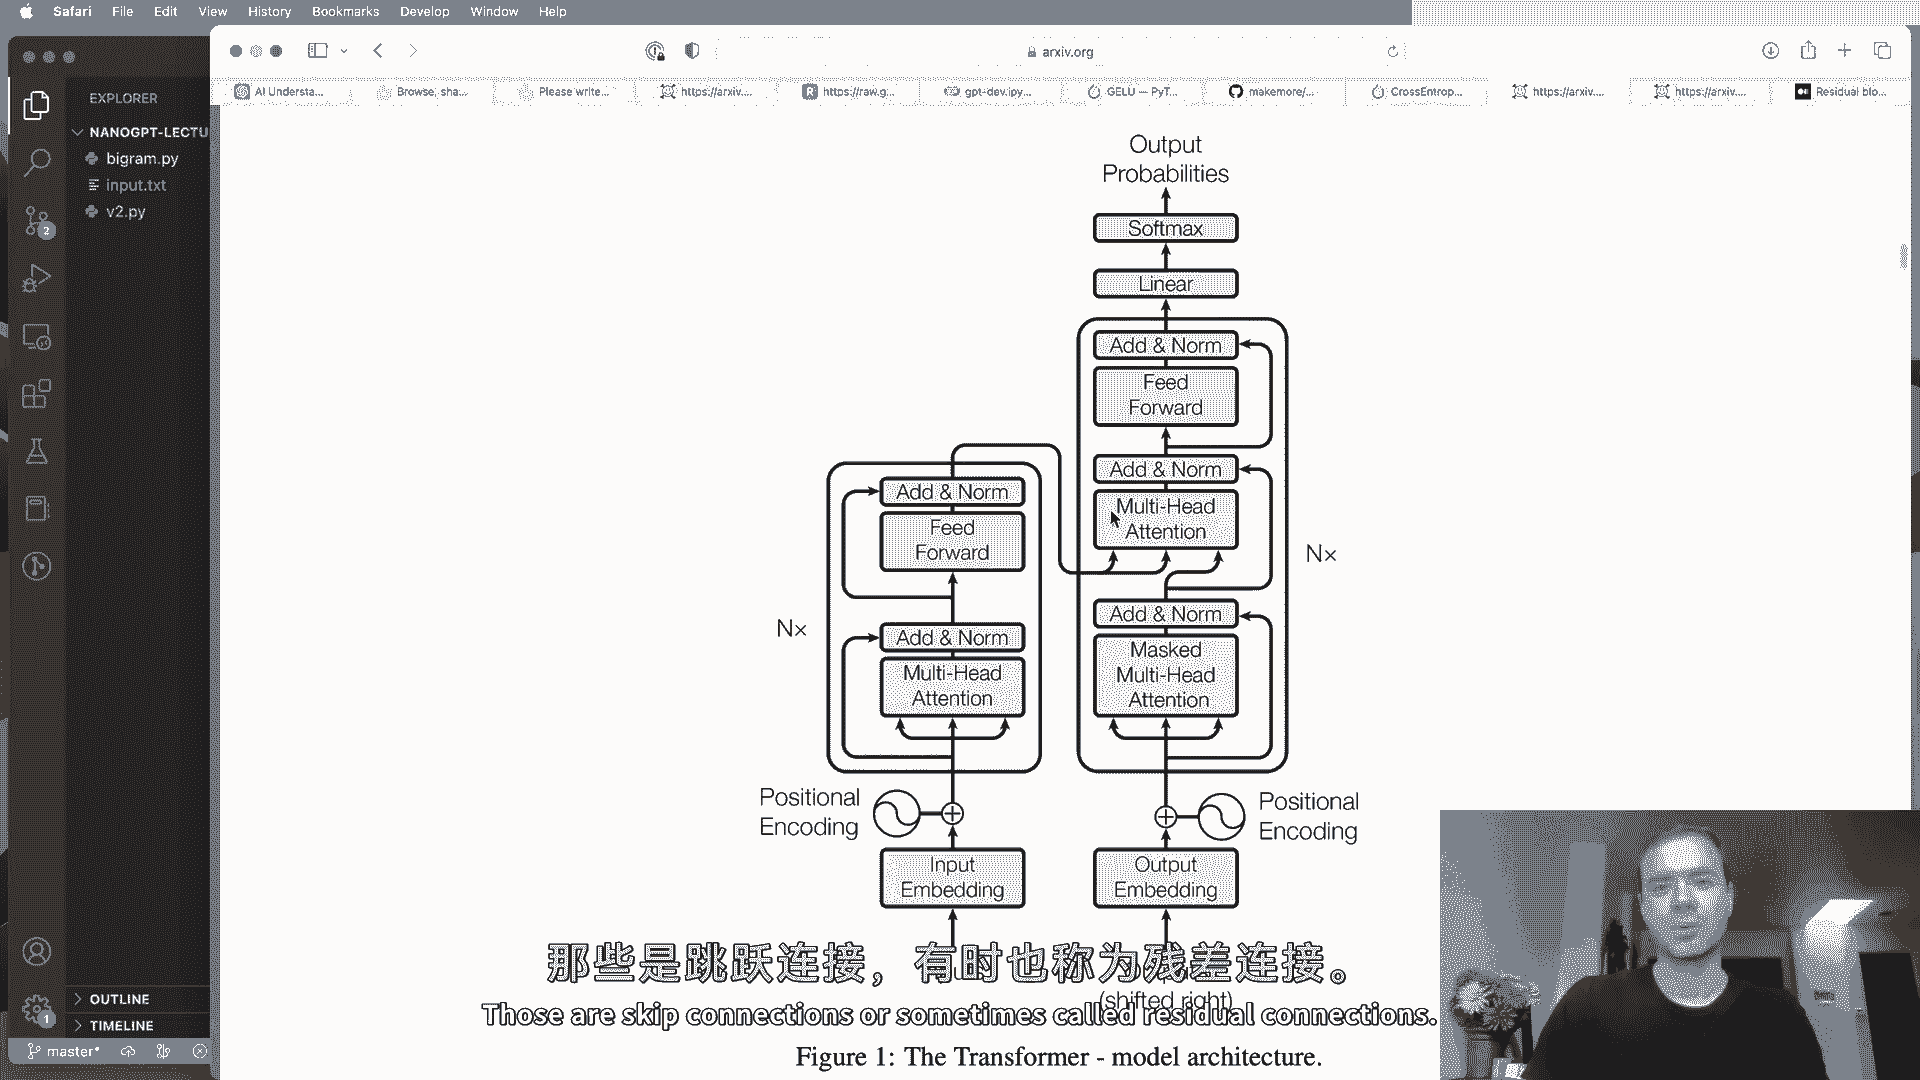 Safari File Edit View History Bookmarks Develop Window Help
arxiv.org
AI Understa... Browse, sha... Please write... https://arxiv.... https://raw.g... gpt-dev.ipy... GELU — PyT... makemore/... CrossEntrop... https://arxiv.... https://arxiv.... Residual blo...
EXPLORER
NANOGPT-LECTU
bigram.py
input.txt
v2.py
2
OUTLINE
TIMELINE
1
master*
Output
Probabilities
Softmax
Linear
Add & Norm
Feed
Forward
Add & Norm
Multi-Head
Attention
Nx
Add & Norm
Masked
Multi-Head
Attention
Add & Norm
Feed
Forward
Nx
Add & Norm
Multi-Head
Attention
Positional
Encoding
Positional
Encoding
Input
Embedding
Output
Embedding
(shifted right)
那些是跳跃连接，有时也称为残差连接。
Those are skip connections or sometimes called residual connections.
Figure 1: The Transformer - model architecture.